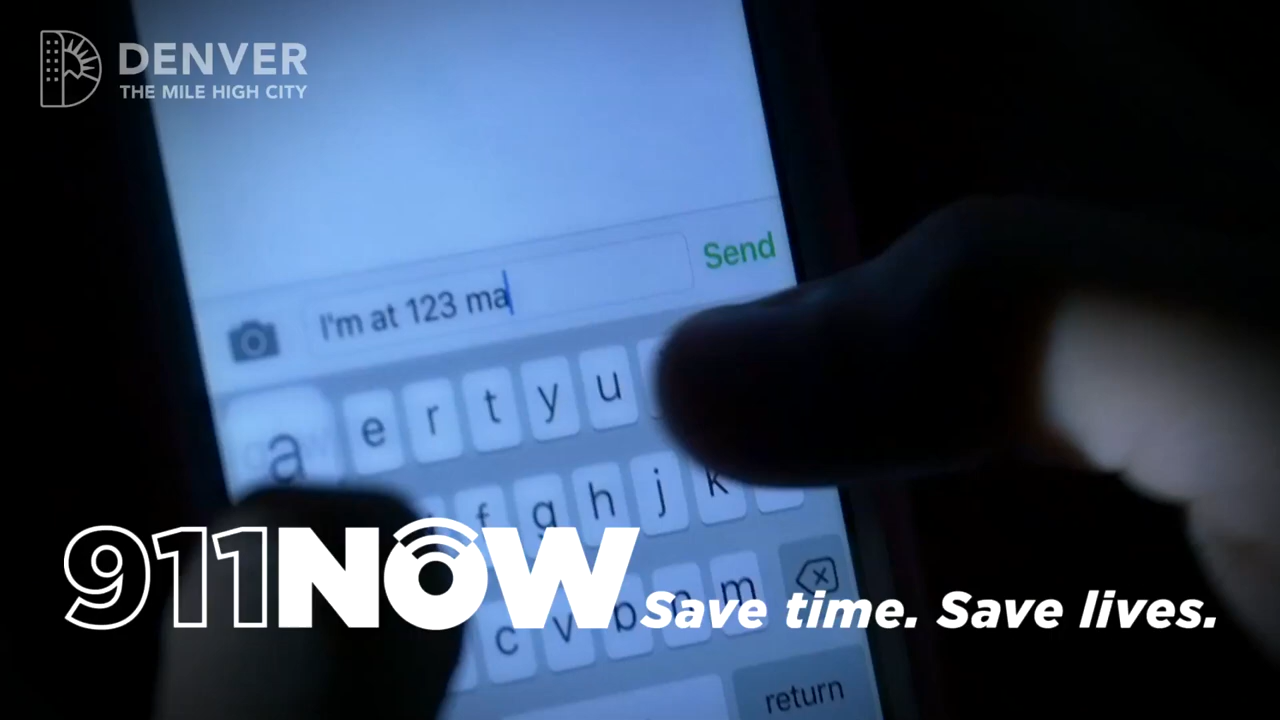 DENVER
THE MILE HIGH CITY
Send
I'm at 123 ma
e r t y u
a
f g h j k
c v b n m
return
911NOW
Save time. Save lives.